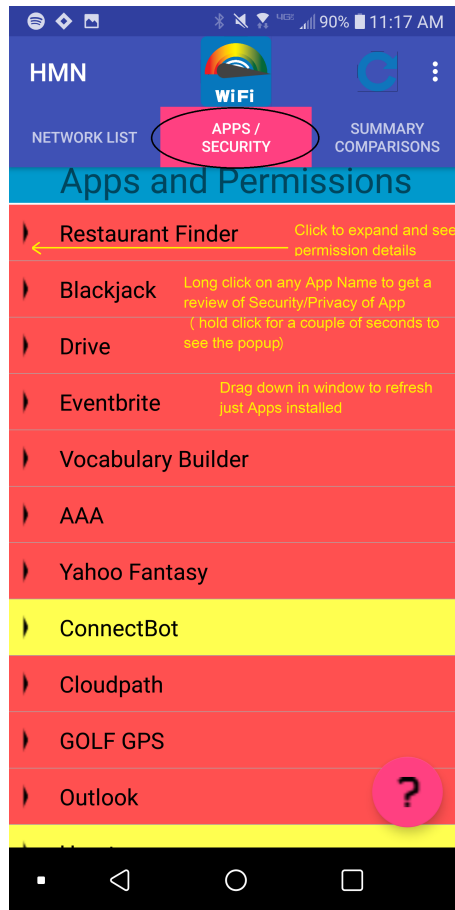 4GE 90% 11:17 AM
HMN
WiFi
NETWORK LIST
APPS /
SECURITY
SUMMARY
COMPARISONS
Apps and Permissions
Restaurant Finder
Click to expand and see
permission details
Blackjack
Long click on any App Name to get a
review of Security/Privacy of App
( hold click for a couple of seconds to
see the popup)
Drive
Eventbrite
Drag down in window to refresh
just Apps installed
Vocabulary Builder
AAA
Yahoo Fantasy
ConnectBot
Cloudpath
GOLF GPS
Outlook
?